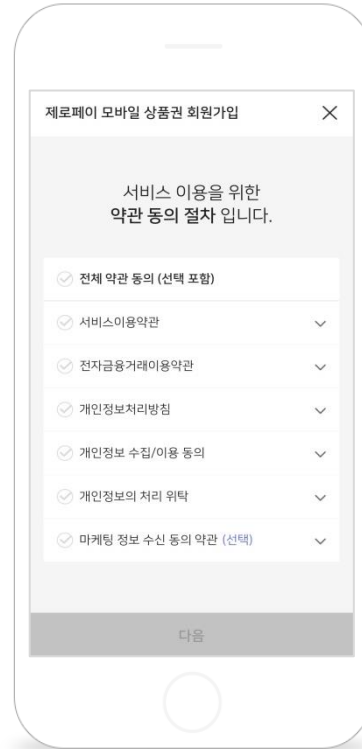 제로페이 모바일 상품권 회원가입
서비스 이용을 위한
약관 동의 절차 입니다.
전체 약관 동의 (선택 포함)
서비스이용약관
전자금융거래이용약관
개인정보처리방침
개인정보 수집/이용 동의
개인정보의 처리 위탁
마케팅 정보 수신 동의 약관 (선택)
다음